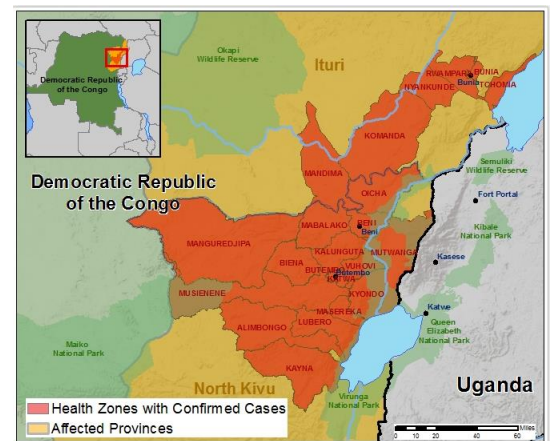 Democratic Republic
of the Congo
Okapi
Wildlife Reserve
Ituri
RWAMPARA
BUNIA
Bunia
NYANKUNDE
TCHOMIA
KOMANDA
MANDIMA
OICHA
Semuliki
Wildlife Reserve
Fort Portal
Democratic Republic
of the Congo
Kibale
National Park
MABALAKO
BENI
Beni
MANGUREDJIPA
KALUNGUTA
MUTWANGA
Kasese
BIENA
VUHOVI
BUTEMBO
Butembo
KATWA
MUSIENENE
KYONDO
MASEREKA
Katwe
ALIMBONGO
LUBERO
Queen
Elizabeth
National Park
Maiko
National Park
KAYNA
North Kivu
Virunga
National Park
Uganda
Health Zones with Confirmed Cases
Affected Provinces
Miles
0 10 20 40 60